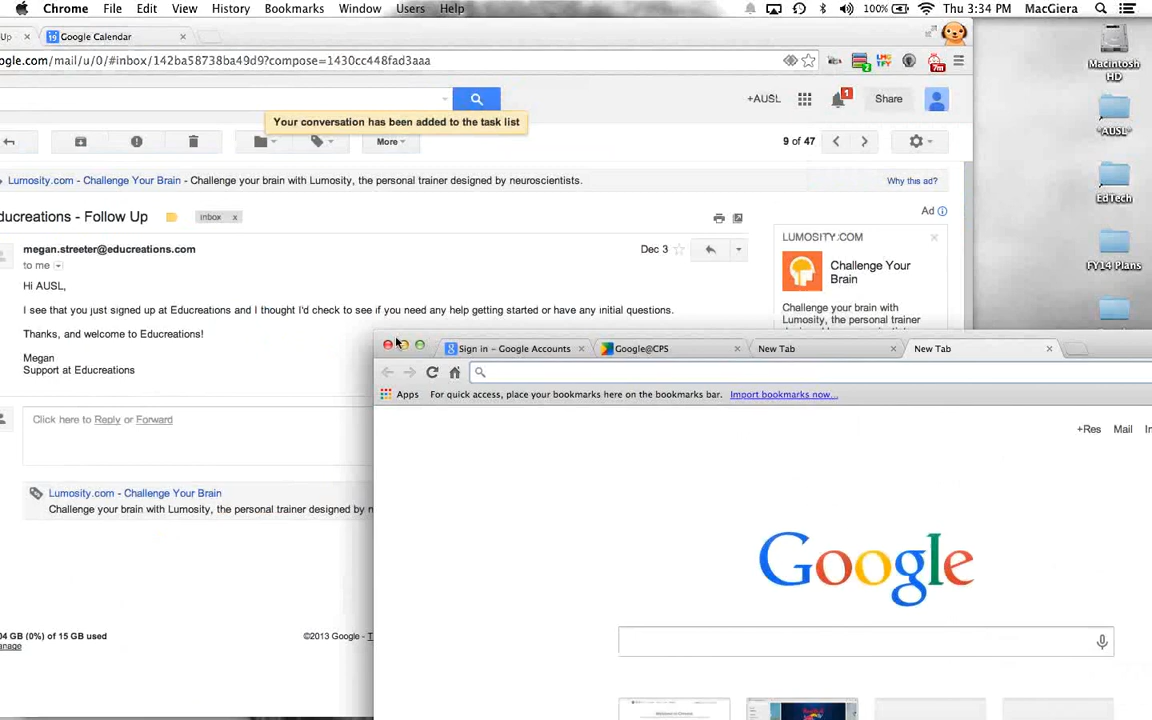 Chrome File Edit View History Bookmarks Window Users Help 100% Thu 3:34 PM MacGiera
Up Google Calendar
ogle.com/mail/u/0/#inbox/142ba58738ba49d9?compose=1430cc448fad3aaa
+AUSL 1 Share
Your conversation has been added to the task list
More 9 of 47
Lumosity.com - Challenge Your Brain - Challenge your brain with Lumosity, the personal trainer designed by neuroscientists. Why this ad?
ducreations - Follow Up inbox x
Ad
megan.streeter@educreations.com Dec 3
to me
LUMOSITY.COM
Challenge Your
Brain
Challenge your brain with
Lumosity, the personal trainer
Hi AUSL,
I see that you just signed up at Educreations and I thought I'd check to see if you need any help getting started or have any initial questions.
Thanks, and welcome to Educreations!
Megan
Support at Educreations
Click here to Reply or Forward
Lumosity.com - Challenge Your Brain
Challenge your brain with Lumosity, the personal trainer designed by n
04 GB (0%) of 15 GB used
anage
©2013 Google - T
Sign in - Google Accounts Google@CPS New Tab New Tab
Apps For quick access, place your bookmarks here on the bookmarks bar. Import bookmarks now...
+Res Mail
Google
Macintosh
HD
*AUSL*
EdTech
FY14 Plans